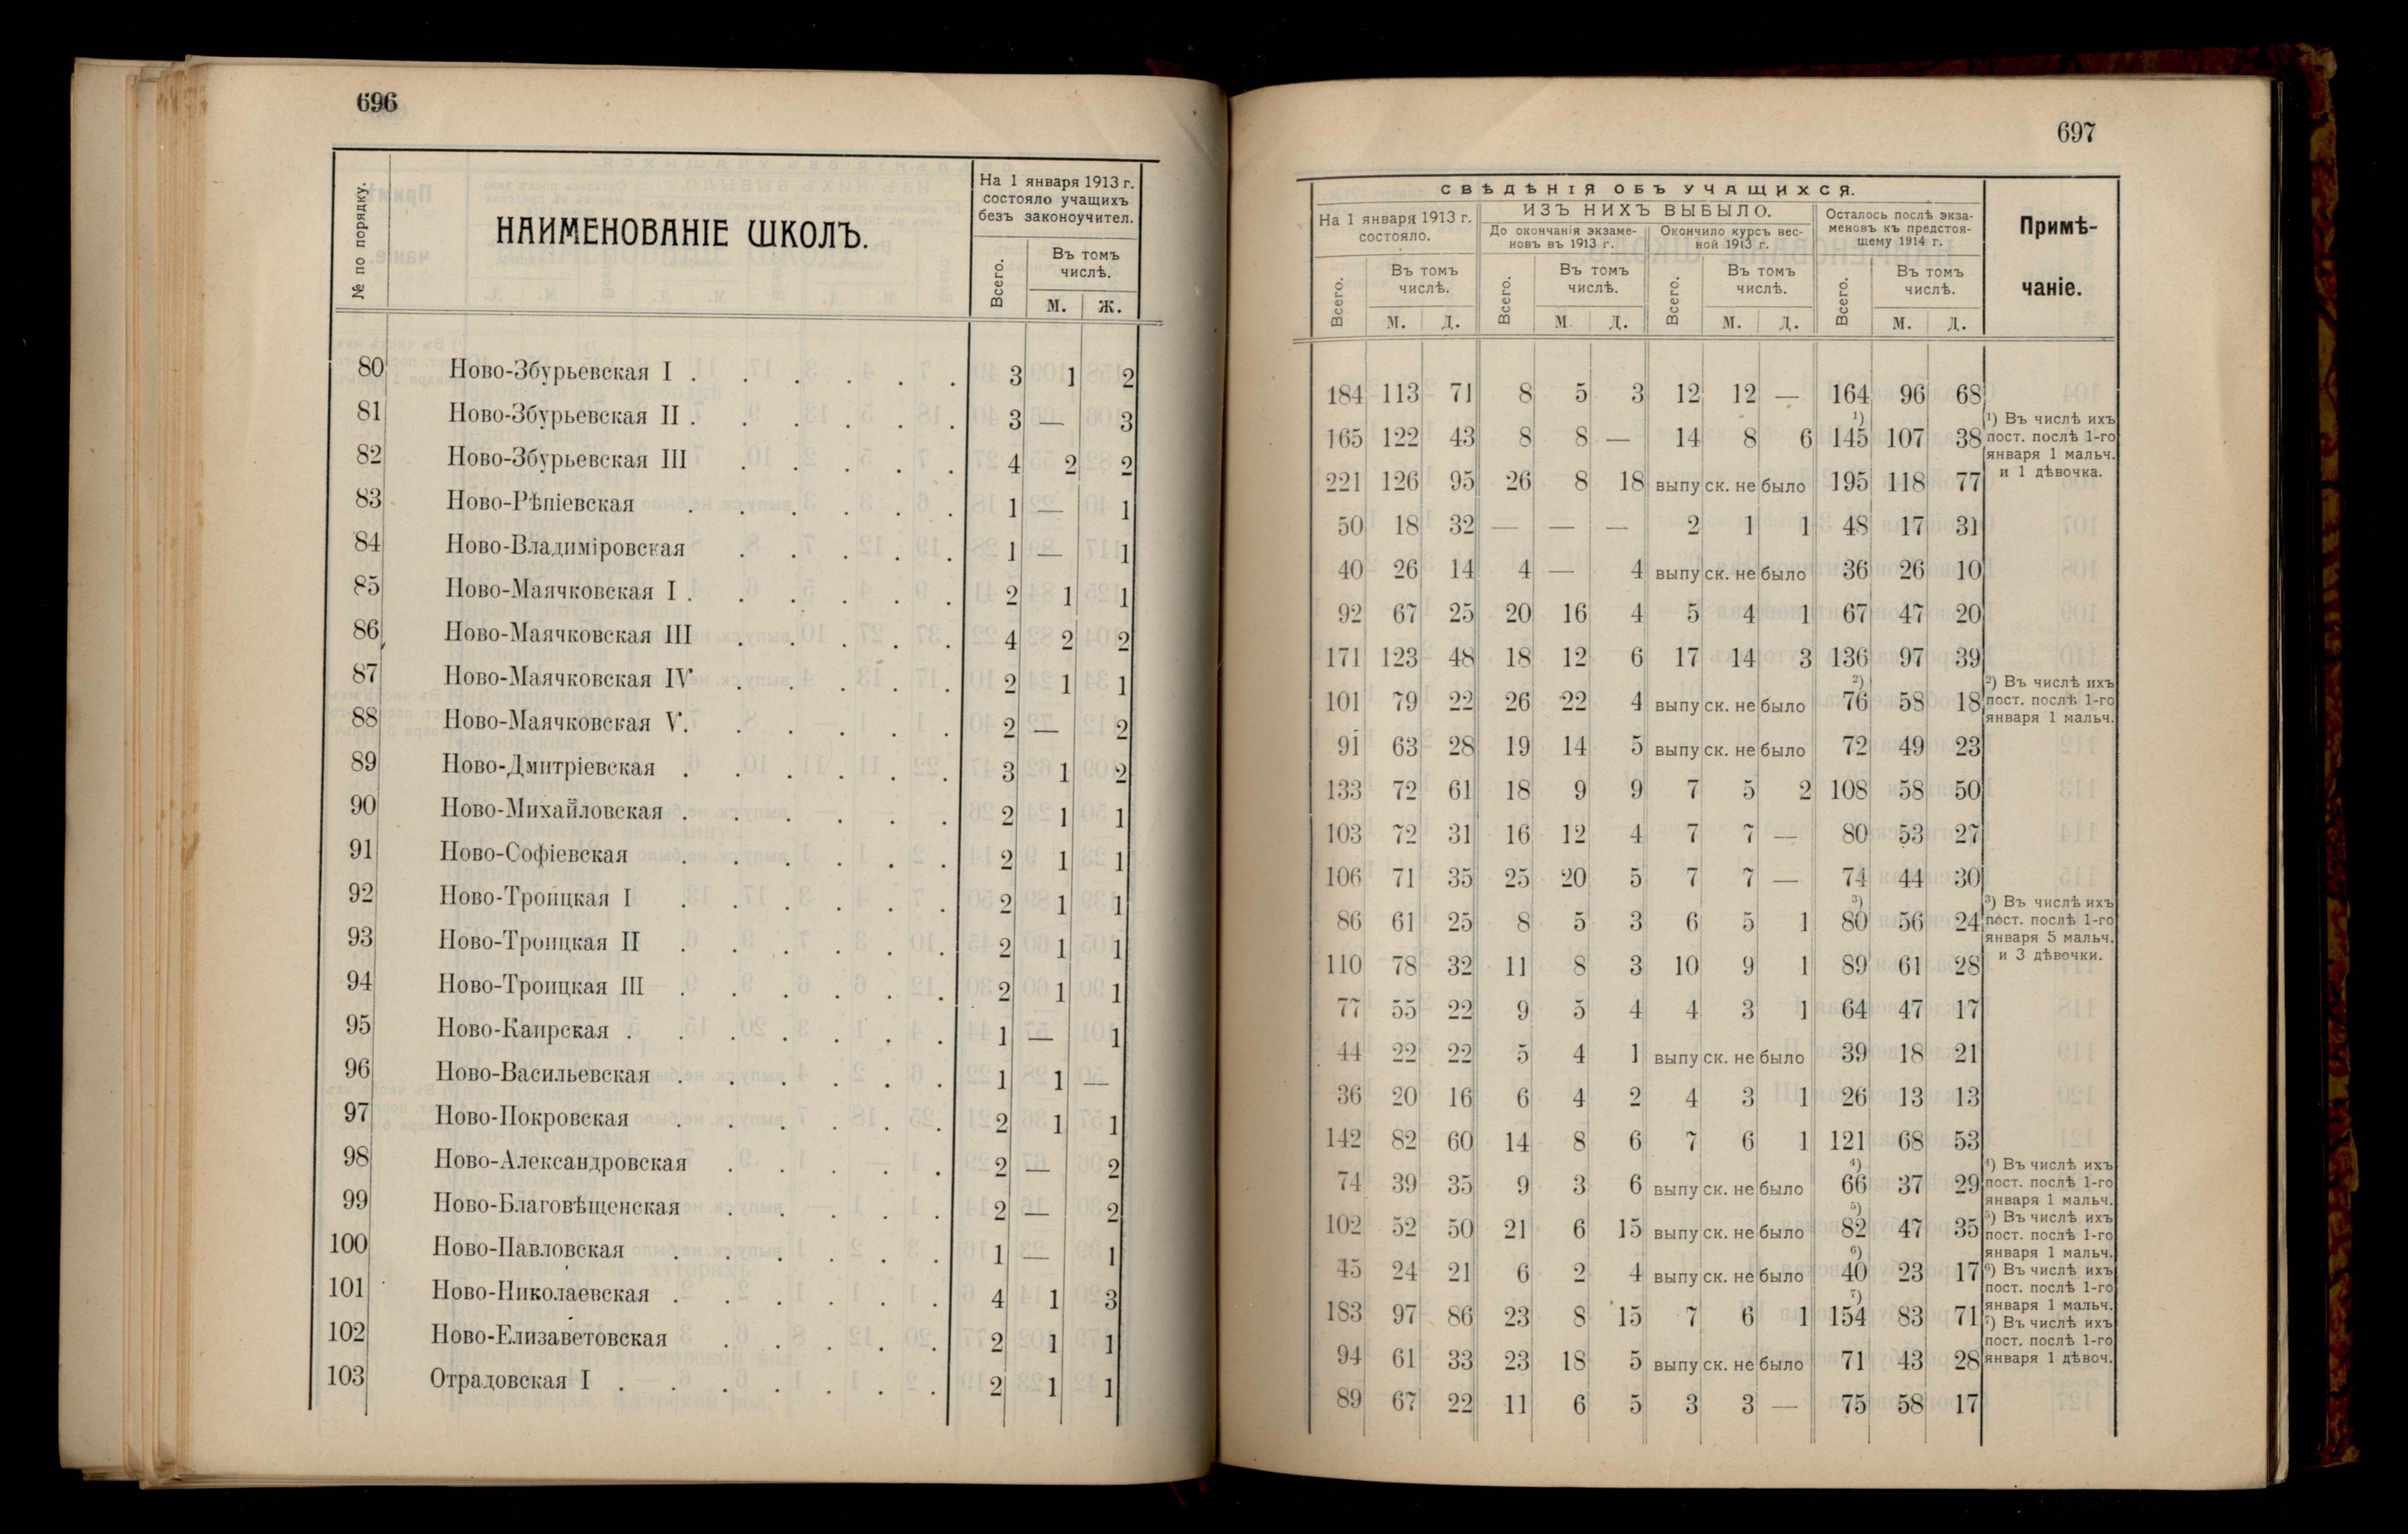 696
№ по порядку.
НАИМЕНОВАНІЕ ШКОЛЪ.
На 1 января 1913 г.
состояло учащихъ
безъ законоучител.
Всего.
Въ томъ
числѣ.
М. Ж.
80 Ново-Збурьевская I . . . . . . 3 1 2
81 Ново-Збурьевская II . . . . . . 3 — 3
82 Ново-Збурьевская III . . . . . 4 2 2
83 Ново-Рѣпіевская . . . . . . 1 — 1
84 Ново-Владиміровская . . . . . 1 — 1
85 Ново-Маячковская I . . . . . . 2 1 1
86 Ново-Маячковская III . . . . . 4 2 2
87 Ново-Маячковская IV . . . . . 2 1 1
88 Ново-Маячковская V. . . . . . 2 — 2
89 Ново-Дмитріевская . . . . . . 3 1 2
90 Ново-Михайловская . . . . . . 2 1 1
91 Ново-Софіевская . . . . . . 2 1 1
92 Ново-Троицкая I . . . . . . 2 1 1
93 Ново-Троицкая II . . . . . . 2 1 1
94 Ново-Троицкая III . . . . . . 2 1 1
95 Ново-Каирская . . . . . . . 1 — 1
96 Ново-Васильевская . . . . . . 1 1 —
97 Ново-Покровская . . . . . . 2 1 1
98 Ново-Александровская . . . . . 2 — 2
99 Ново-Благовѣщенская . . . . . 2 — 2
100 Ново-Павловская . . . . . . 1 — 1
101 Ново-Николаевская . . . . . . 4 1 3
102 Ново-Елизаветовская . . . . . 2 1 1
103 Отрадовская I . . . . . . . 2 1 1
697
СВѢДѢНІЯ ОБЪ УЧАЩИХСЯ.
На 1 января 1913 г.
состояло.
ИЗЪ НИХЪ ВЫБЫЛО.
До окончанія экзаме-
новъ въ 1913 г.
Окончило курсъ вес-
ной 1913 г.
Осталось послѣ экза-
меновъ къ предстоя-
щему 1914 г.
Примѣ-
чаніе.
Всего. Въ томъ числѣ. Всего. Въ томъ числѣ. Всего. Въ томъ числѣ. Всего. Въ томъ числѣ.
М. Д. М. Д. М. Д. М. Д.
184 113 71 8 5 3 12 12 — 164 96 68
165 122 43 8 8 — 14 8 6 1) 145 107 38
221 126 95 26 8 18 выпуск. не было 195 118 77
50 18 32 — — — 2 1 1 48 17 31
40 26 14 4 — 4 выпуск. не было 36 26 10
92 67 25 20 16 4 5 4 1 67 47 20
171 123 48 18 12 6 17 14 3 136 97 39
101 79 22 26 22 4 выпуск. не было 2) 76 58 18
91 63 28 19 14 5 выпуск. не было 72 49 23
133 72 61 18 9 9 7 5 2 108 58 50
103 72 31 16 12 4 7 7 — 80 53 27
106 71 35 25 20 5 7 7 — 74 44 30
86 61 25 8 5 3 6 5 1 3) 80 56 24
110 78 32 11 8 3 10 9 1 89 61 28
77 55 22 9 5 4 4 3 1 64 47 17
44 22 22 5 4 1 выпуск. не было 39 18 21
36 20 16 6 4 2 4 3 1 26 13 13
142 82 60 14 8 6 7 6 1 121 68 53
74 39 35 9 3 6 выпуск. не было 4) 66 37 29
102 52 50 21 6 15 выпуск. не было 5) 82 47 35
45 24 21 6 2 4 выпуск. не было 6) 40 23 17
183 97 86 23 8 15 7 6 1 7) 154 83 71
94 61 33 23 18 5 выпуск. не было 71 43 28
89 67 22 11 6 5 3 3 — 75 58 17
1) Въ числѣ ихъ
пост. послѣ 1-го
января 1 мальч.
и 1 дѣвочка.
2) Въ числѣ ихъ
пост. послѣ 1-го
января 1 мальч.
3) Въ числѣ ихъ
пост. послѣ 1-го
января 5 мальч.
и 3 дѣвочки.
4) Въ числѣ ихъ
пост. послѣ 1-го
января 1 мальч.
5) Въ числѣ ихъ
пост. послѣ 1-го
января 1 мальч.
6) Въ числѣ ихъ
пост. послѣ 1-го
января 1 мальч.
7) Въ числѣ ихъ
пост. послѣ 1-го
января 1 дѣвоч.